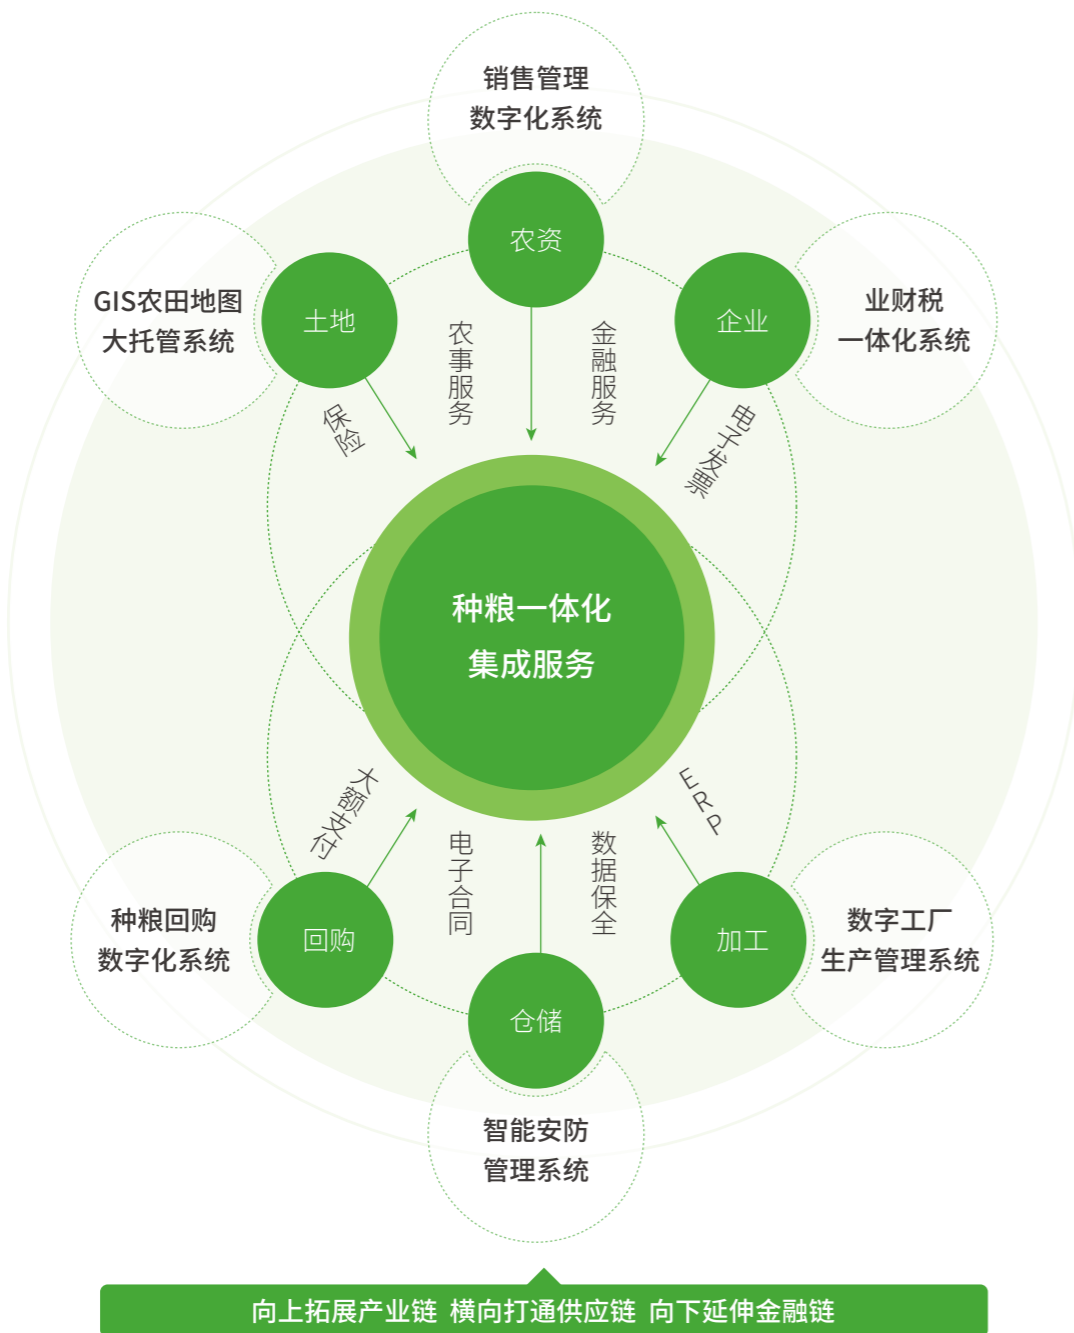 销售管理
数字化系统
农资
GIS农田地图
大托管系统
土地
企业
业财税
一体化系统
保险
农事服务
金融服务
电子发票
种粮一体化
集成服务
大额支付
电子合同
数据保全
ERP
种粮回购
数字化系统
回购
加工
数字工厂
生产管理系统
仓储
智能安防
管理系统
向上拓展产业链 横向打通供应链 向下延伸金融链